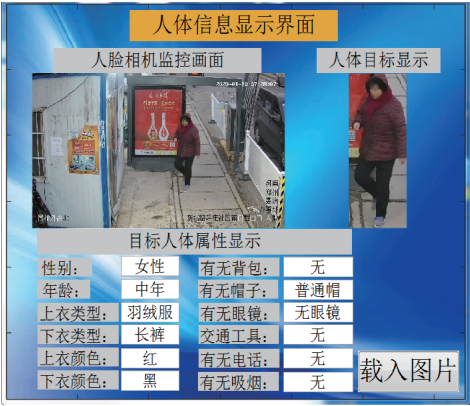 人体信息显示界面
人脸相机监控画面
人体目标显示
目标人体属性显示
性别: 女性 有无背包: 无
年龄: 中年 有无帽子: 普通帽
上衣类型: 羽绒服 有无眼镜: 无眼镜
下衣类型: 长裤 交通工具: 无
上衣颜色: 红 有无电话: 无
下衣颜色: 黑 有无吸烟: 无
载入图片